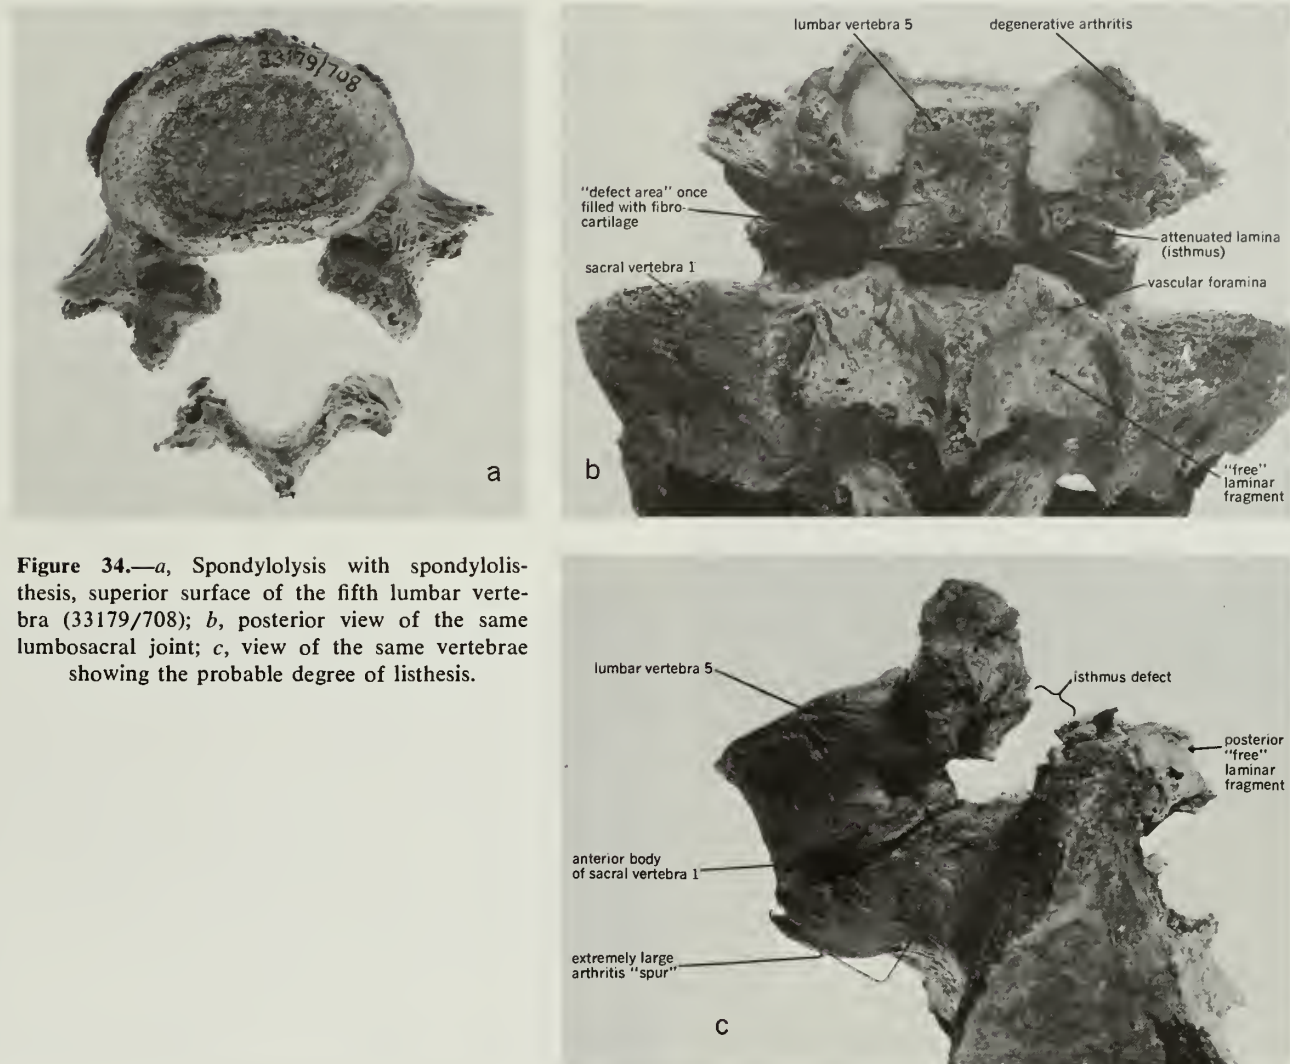 33179/708
a
lumbar vertebra 5
degenerative arthritis
"defect area" once
filled with fibro-
cartilage
attenuated lamina
(isthmus)
sacral vertebra 1
vascular foramina
b
"free"
laminar
fragment
Figure 34.—a, Spondylolysis with spondylolis-
thesis, superior surface of the fifth lumbar verte-
bra (33179/708); b, posterior view of the same
lumbosacral joint; c, view of the same vertebrae
showing the probable degree of listhesis.
lumbar vertebra 5
isthmus defect
posterior
"free"
laminar
fragment
anterior body
of sacral vertebra 1
extremely large
arthritis "spur"
c